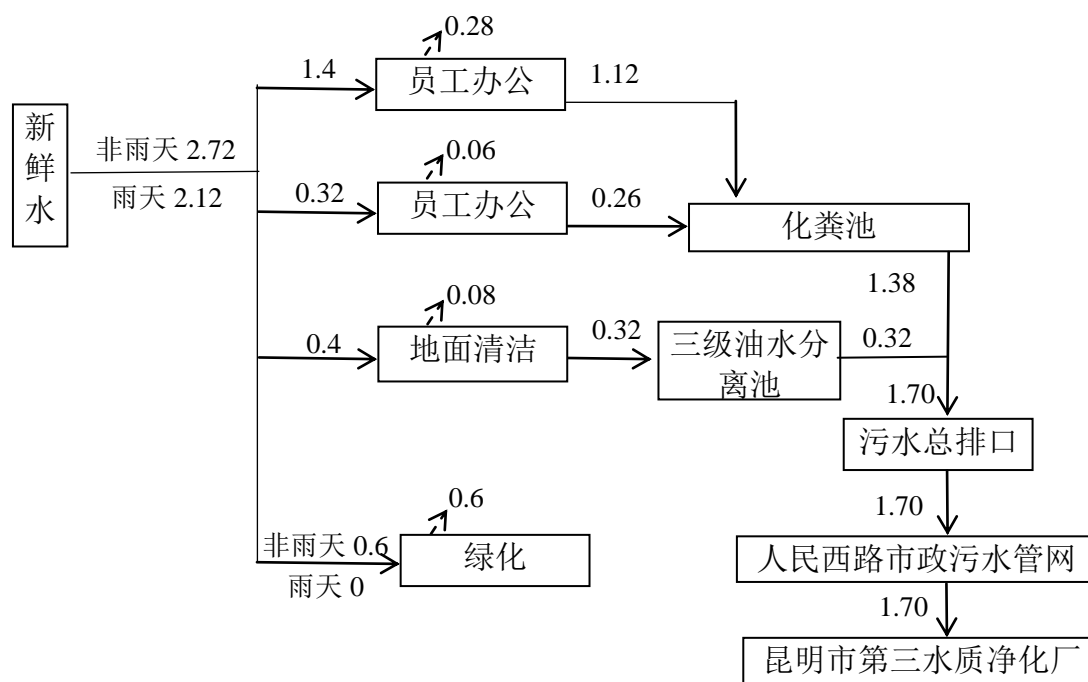 0.28
1.4
员工办公
1.12
新鲜水
非雨天 2.72
雨天 2.12
0.06
0.32
员工办公
0.26
化粪池
1.38
0.08
0.4
地面清洁
0.32
三级油水分
离池
0.32
1.70
污水总排口
1.70
0.6
非雨天 0.6
雨天 0
绿化
人民西路市政污水管网
1.70
昆明市第三水质净化厂